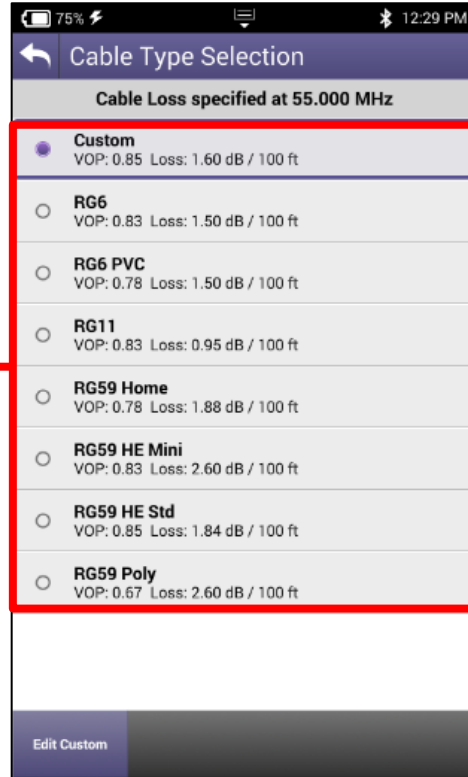 75% 12:29 PM
Cable Type Selection
Cable Loss specified at 55.000 MHz
Custom
VOP: 0.85 Loss: 1.60 dB / 100 ft
RG6
VOP: 0.83 Loss: 1.50 dB / 100 ft
RG6 PVC
VOP: 0.78 Loss: 1.50 dB / 100 ft
RG11
VOP: 0.83 Loss: 0.95 dB / 100 ft
RG59 Home
VOP: 0.78 Loss: 1.88 dB / 100 ft
RG59 HE Mini
VOP: 0.83 Loss: 2.60 dB / 100 ft
RG59 HE Std
VOP: 0.85 Loss: 1.84 dB / 100 ft
RG59 Poly
VOP: 0.67 Loss: 2.60 dB / 100 ft
Edit Custom